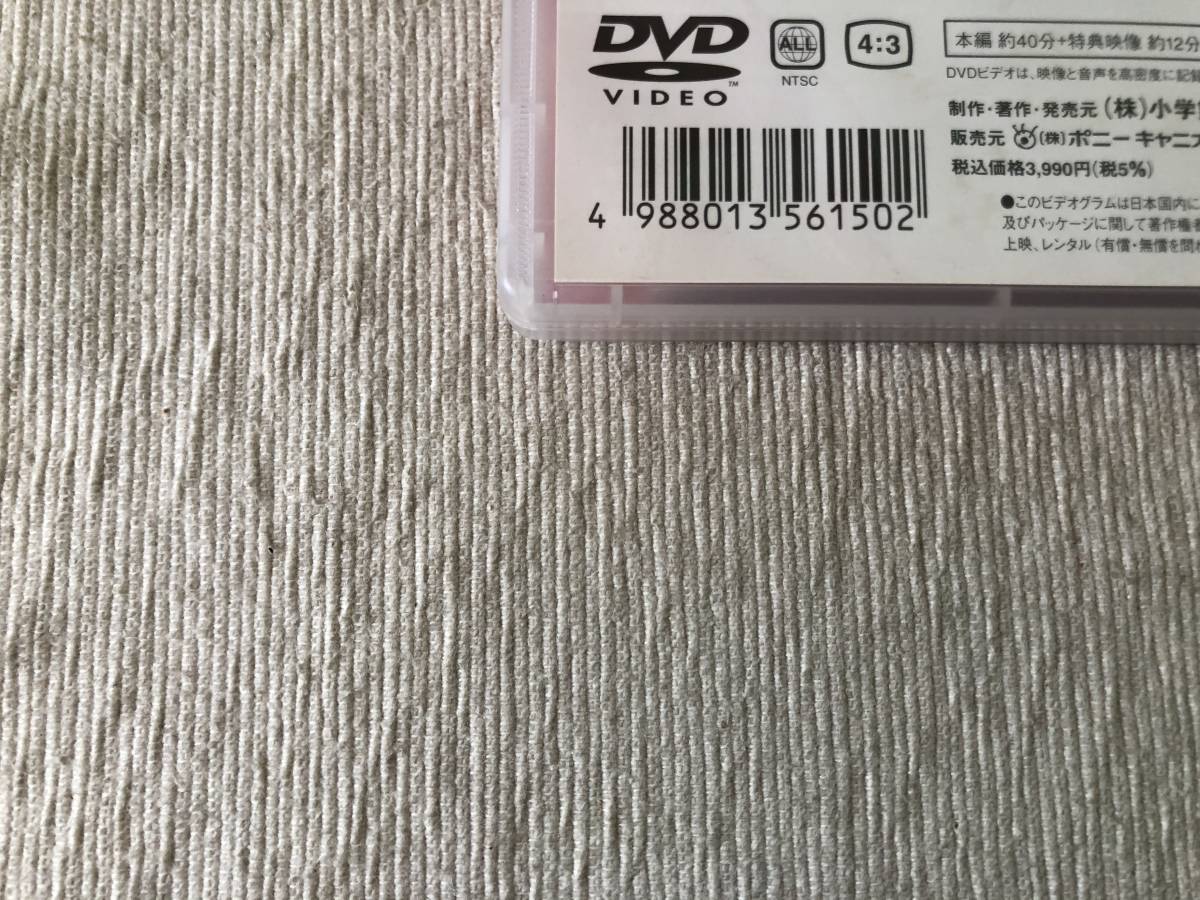 DVD
VIDEO
™
ALL
NTSC
4:3
本編 約40分+特典映像 約12分
DVDビデオは、映像と音声を高密度に記録
制作・著作・発売元 (株)小学
販売元 (株)ポニーキャニ
税込価格3,990円(税5%)
4 988013 561502
●このビデオグラムは日本国内に
及びパッケージに関して著作権
上映、レンタル(有償・無償を問